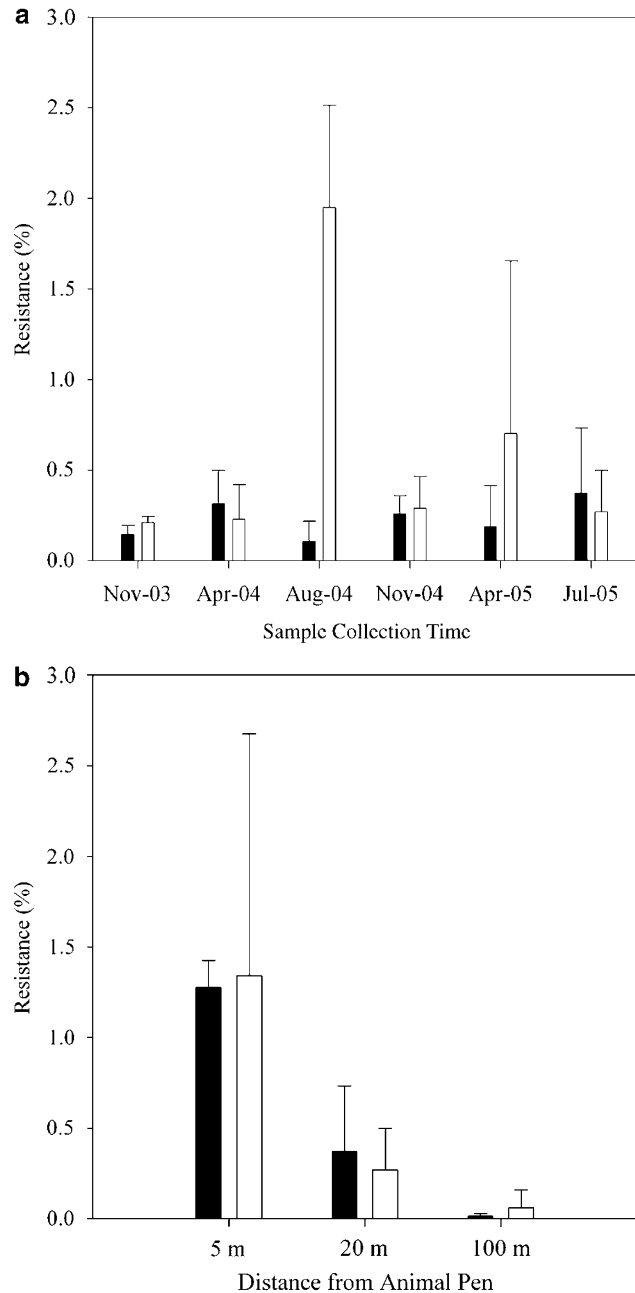 a
3.0
2.5
2.0
1.5
1.0
0.5
0.0
Resistance (%)
Nov-03 Apr-04 Aug-04 Nov-04 Apr-05 Jul-05
Sample Collection Time
b
3.0
2.5
2.0
1.5
1.0
0.5
0.0
Resistance (%)
5 m 20 m 100 m
Distance from Animal Pen